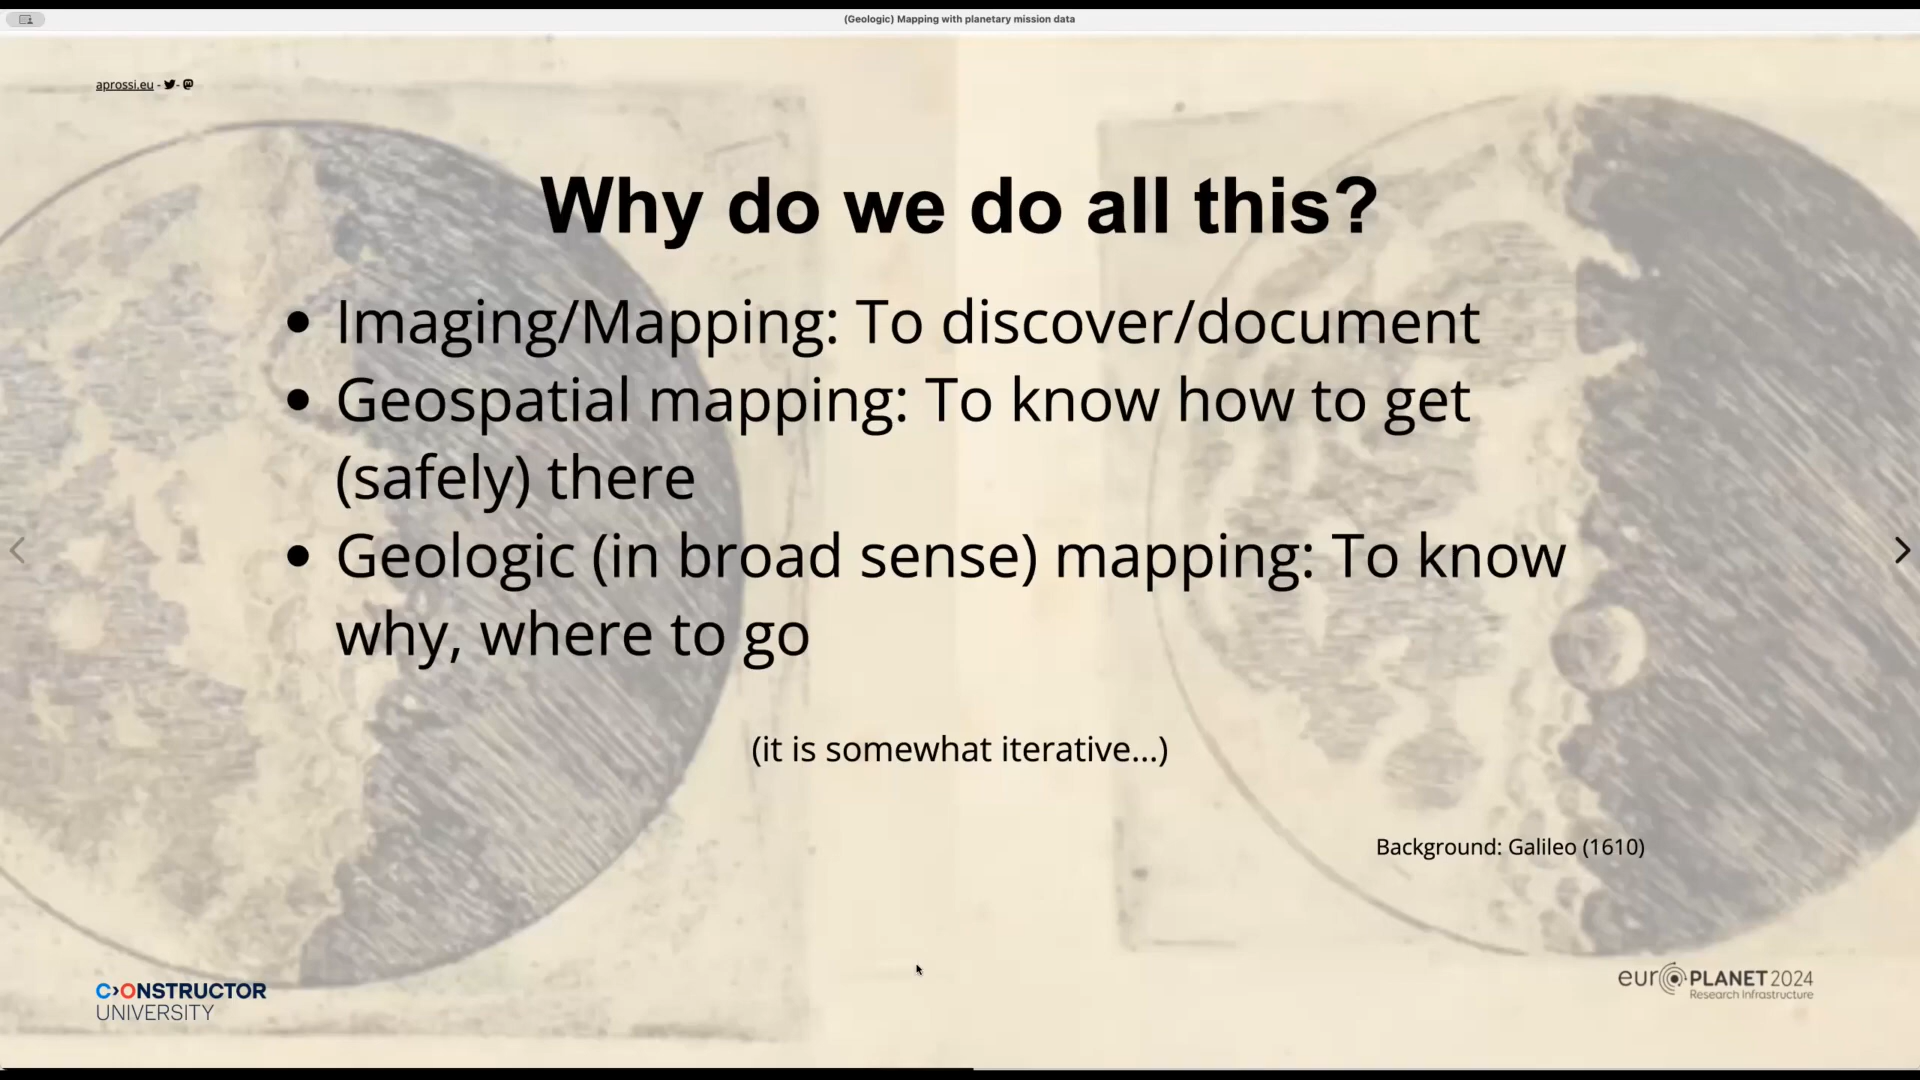 (Geologic) Mapping with planetary mission data
aprossi.eu - -
Why do we do all this?
• Imaging/Mapping: To discover/document
• Geospatial mapping: To know how to get
(safely) there
• Geologic (in broad sense) mapping: To know
why, where to go
(it is somewhat iterative...)
Background: Galileo (1610)
CONSTRUCTOR
UNIVERSITY
EUROPLANET 2024
Research Infrastructure